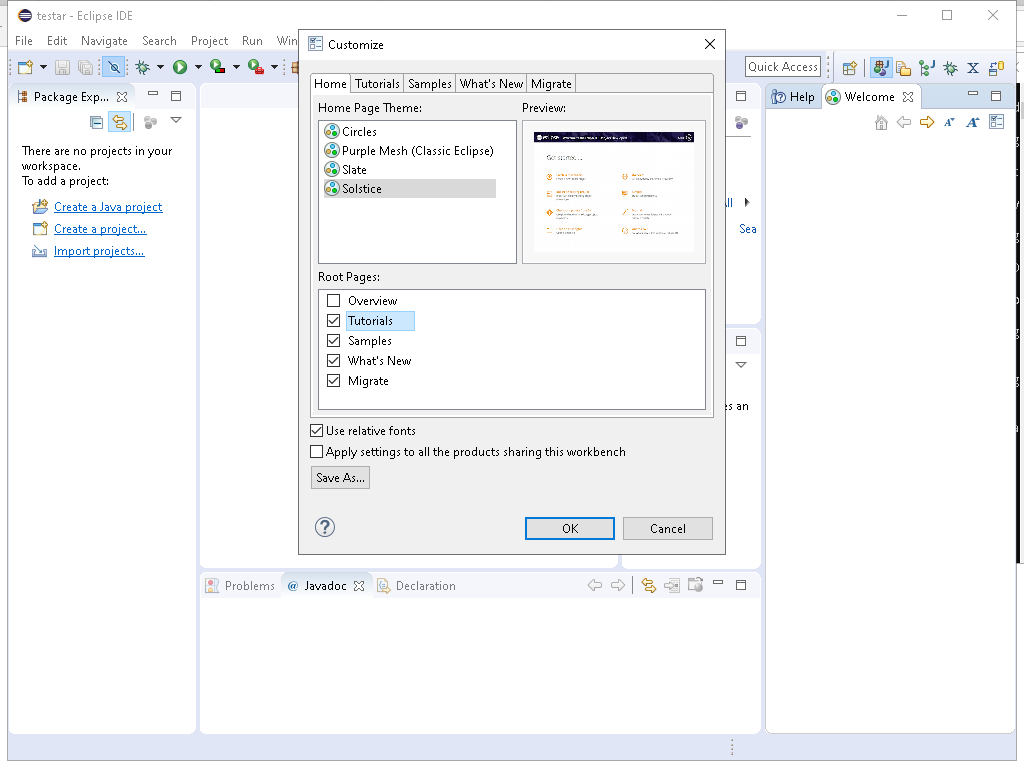 testar - Eclipse IDE
File Edit Navigate Search Project Run Win
Quick Access
Package Exp...
There are no projects in your
workspace.
To add a project:
Create a Java project
Create a project...
Import projects...
Customize
Home Tutorials Samples What's New Migrate
Home Page Theme:
Preview:
Circles
Purple Mesh (Classic Eclipse)
Slate
Solstice
Root Pages:
Overview
Tutorials
Samples
What's New
Migrate
Use relative fonts
Apply settings to all the products sharing this workbench
Save As...
?
OK Cancel
Sea
es an
Help Welcome
Problems @ Javadoc Declaration